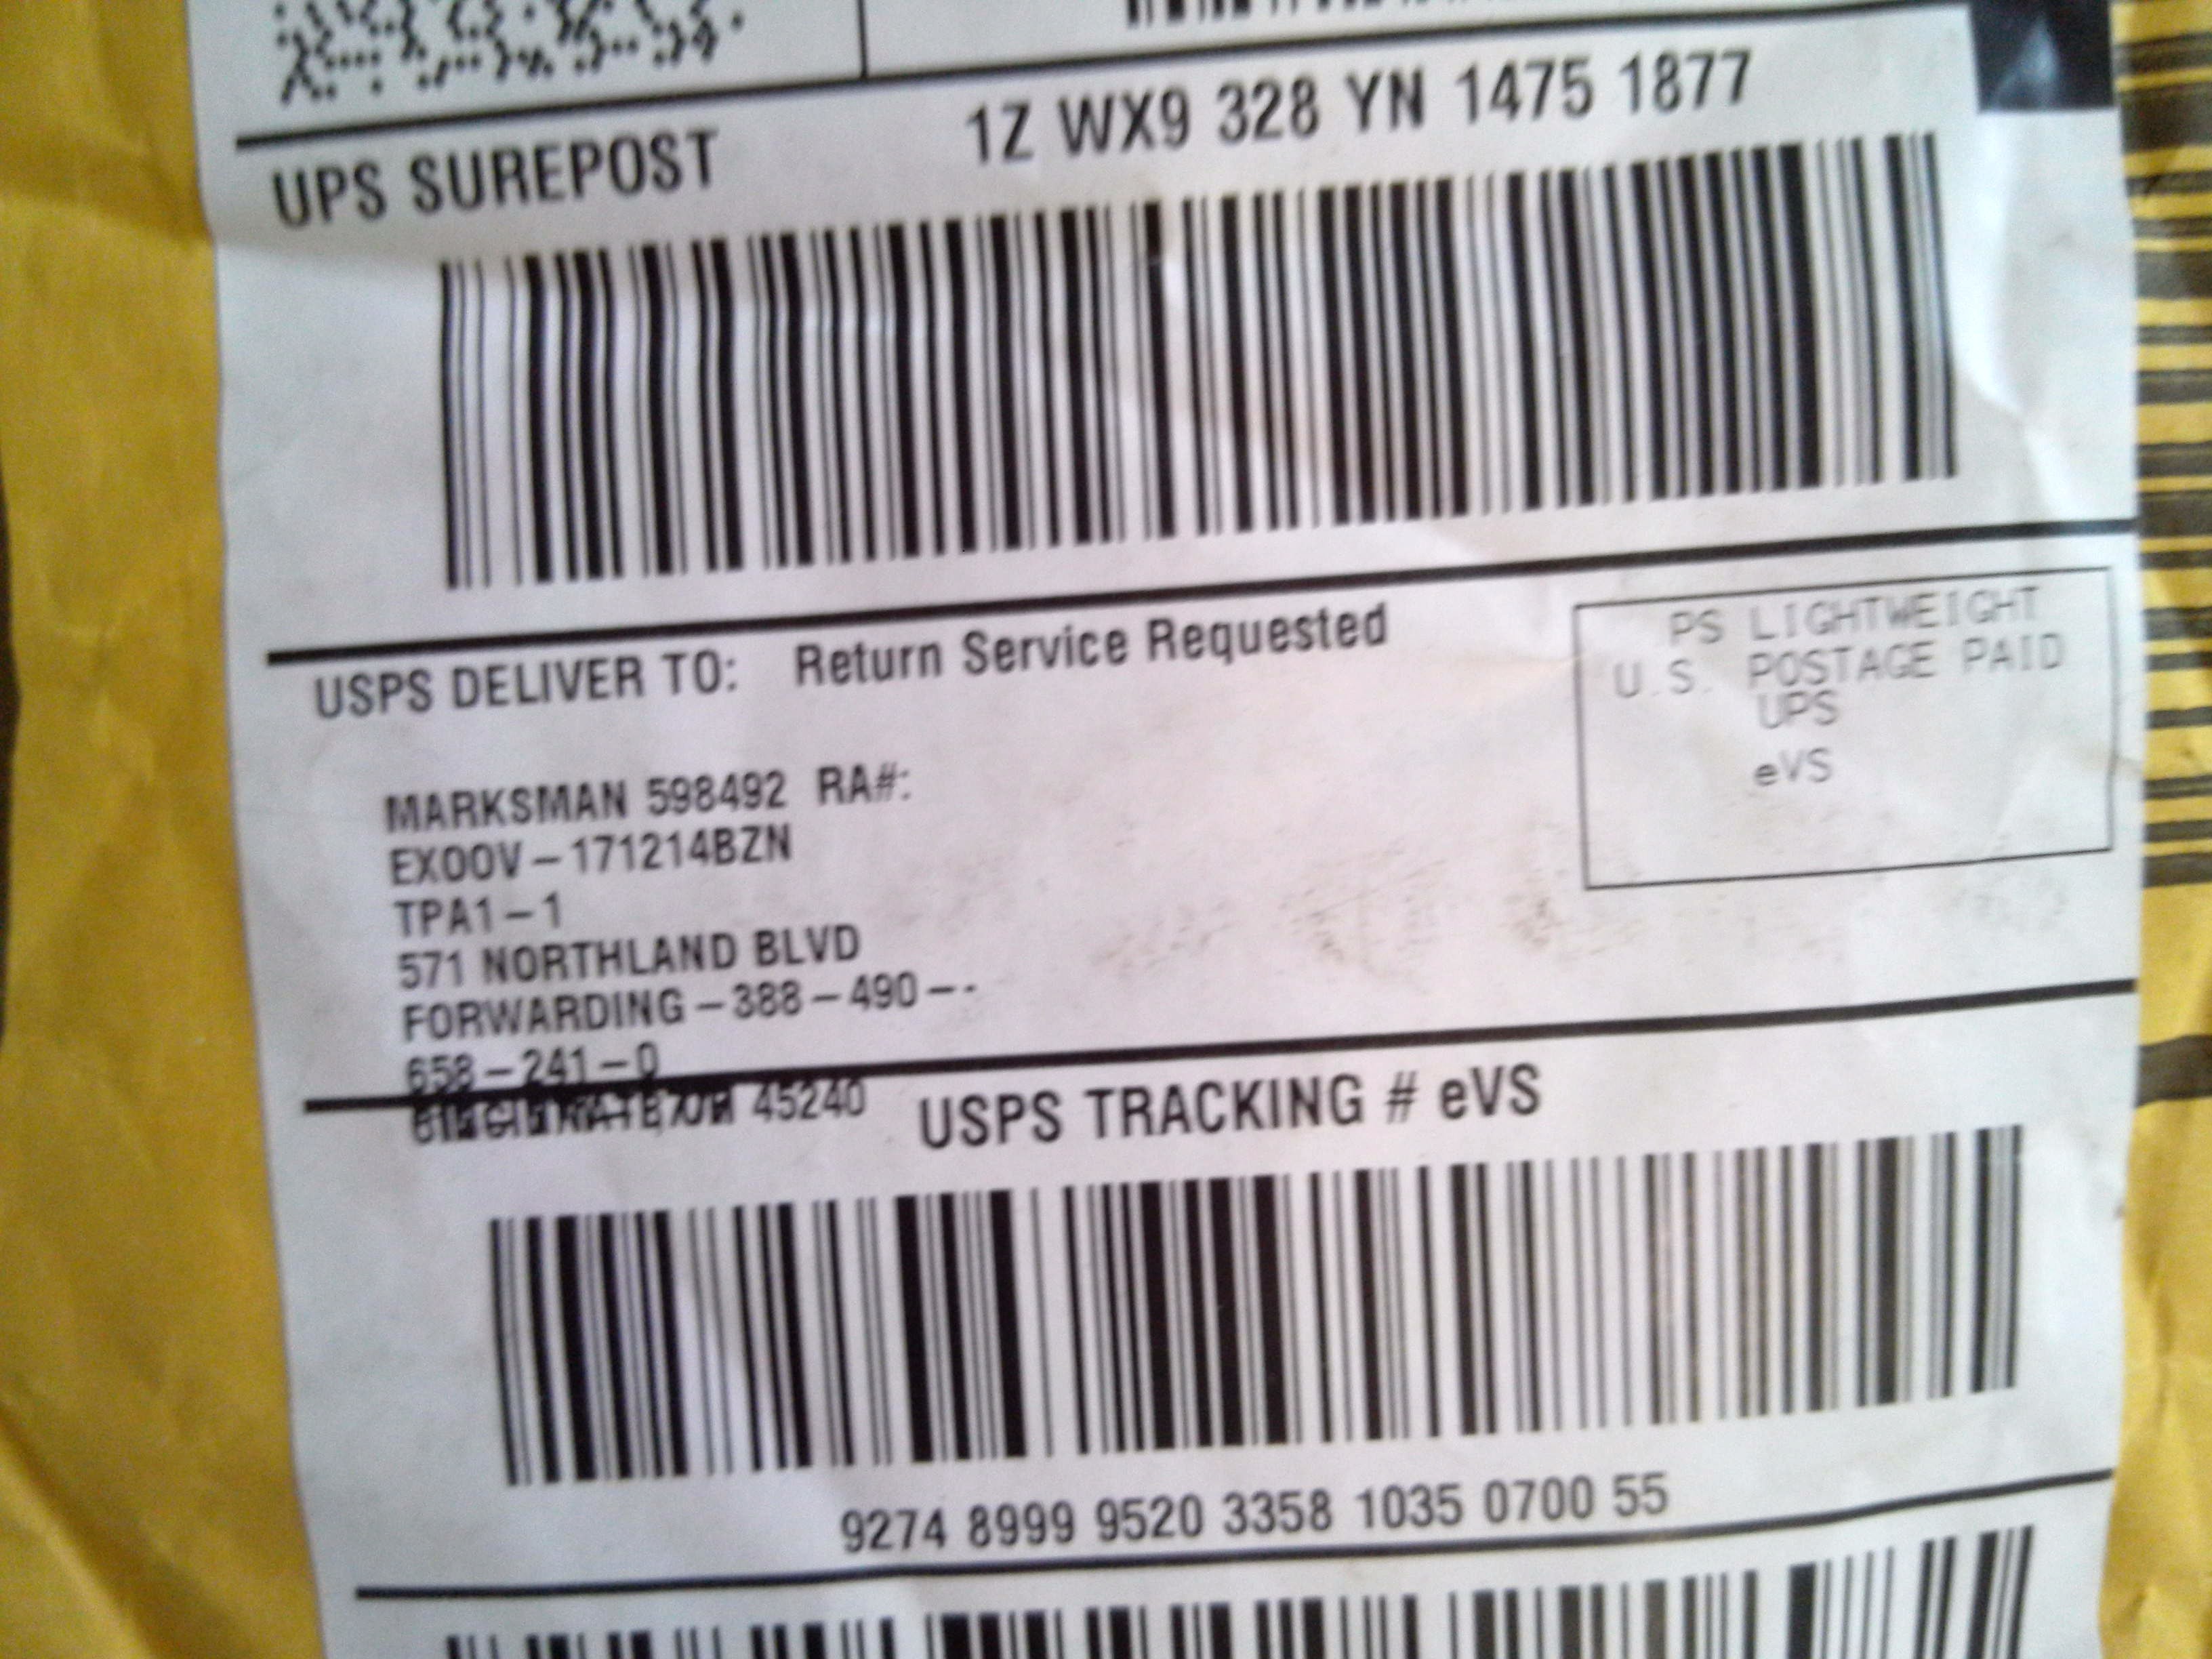 UPS SUREPOST 1Z WX9 328 YN 1475 1877
USPS DELIVER TO: Return Service Requested
PS LIGHTWEIGHT
U.S. POSTAGE PAID
UPS
eVS
MARKSMAN 598492 RA#:
EX00V-171214BZN
TPA1-1
571 NORTHLAND BLVD
FORWARDING-388-490--
658-241-0
45240
USPS TRACKING # eVS
9274 8999 9520 3358 1035 0700 55